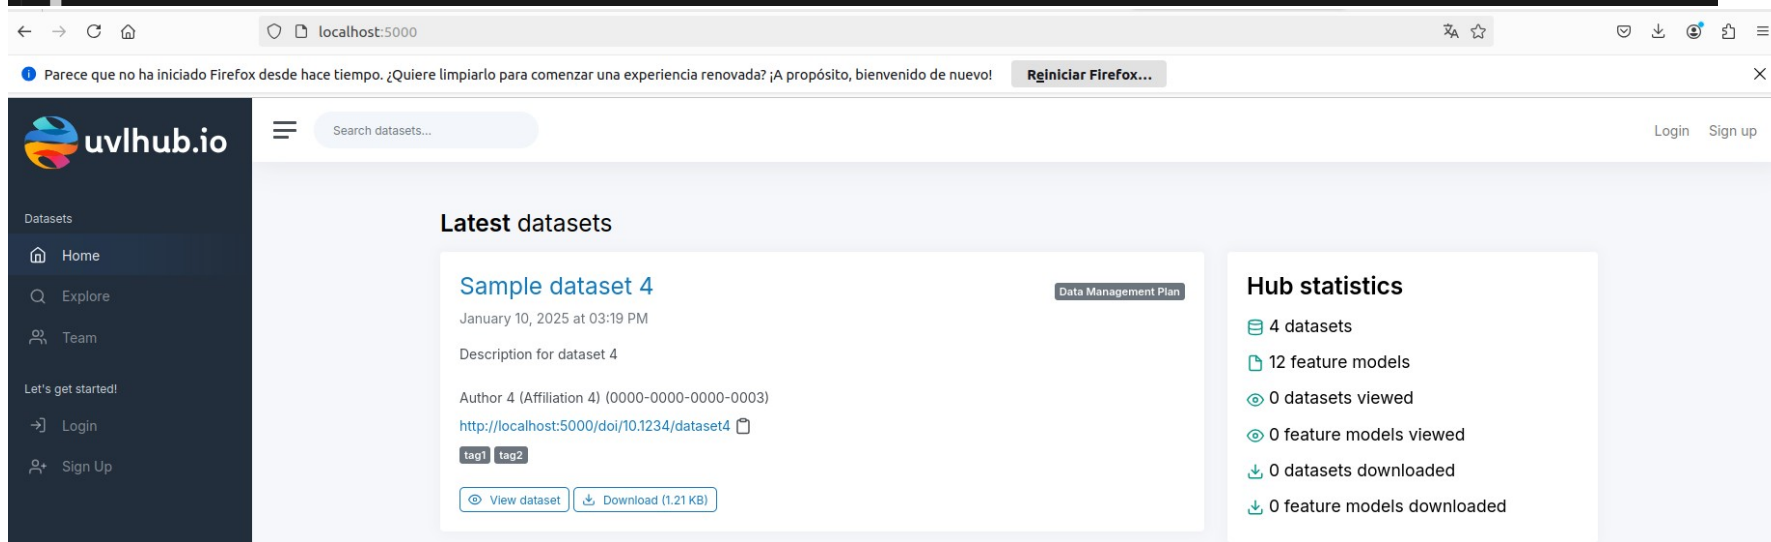 localhost:5000
Parece que no ha iniciado Firefox desde hace tiempo. ¿Quiere limpiarlo para comenzar una experiencia renovada? ¡A propósito, bienvenido de nuevo! Reiniciar Firefox...
uvlhub.io
Search datasets...
Login Sign up
Datasets
Home
Explore
Team
Let's get started!
Login
Sign Up
Latest datasets
Sample dataset 4
Data Management Plan
January 10, 2025 at 03:19 PM
Description for dataset 4
Author 4 (Affiliation 4) (0000-0000-0000-0003)
http://localhost:5000/doi/10.1234/dataset4
tag1 tag2
View dataset Download (1.21 KB)
Hub statistics
4 datasets
12 feature models
0 datasets viewed
0 feature models viewed
0 datasets downloaded
0 feature models downloaded